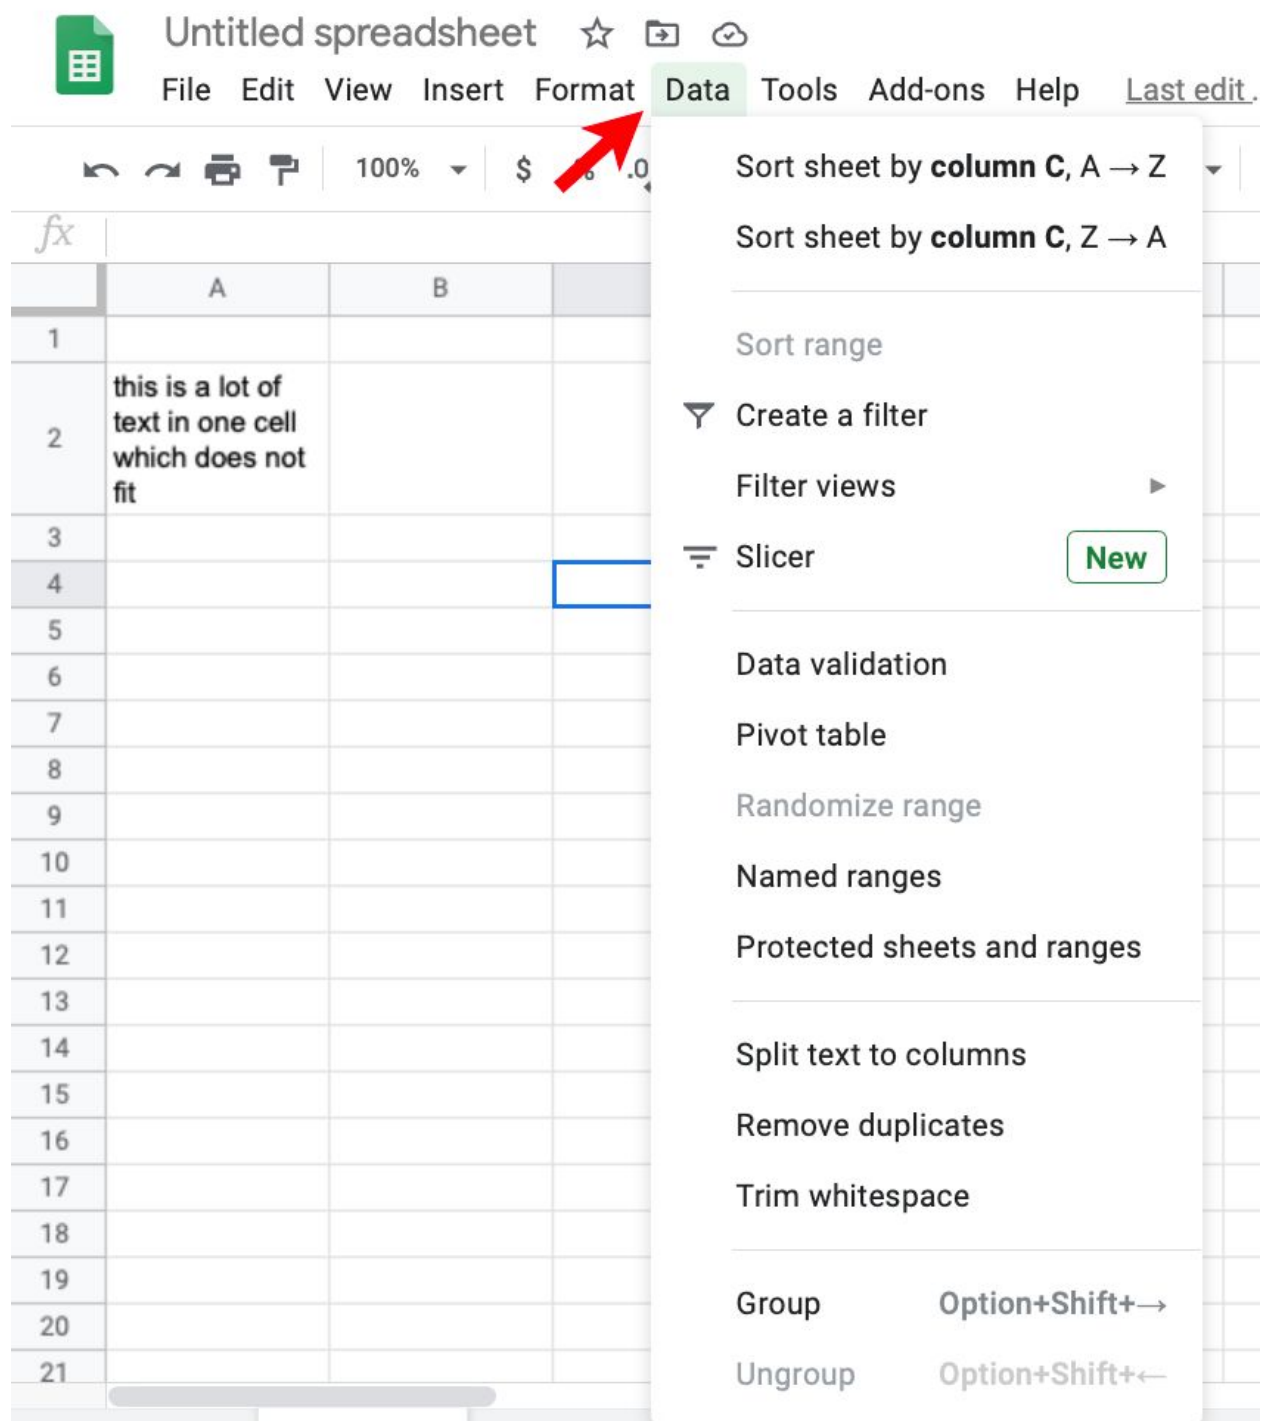 Untitled spreadsheet
File Edit View Insert Format Data Tools Add-ons Help Last edit .
100% $ % .0
fx
A B
1
2 this is a lot of
text in one cell
which does not
fit
3
4
5
6
7
8
9
10
11
12
13
14
15
16
17
18
19
20
21
Sort sheet by column C, A → Z
Sort sheet by column C, Z → A
Sort range
Create a filter
Filter views ►
Slicer New
Data validation
Pivot table
Randomize range
Named ranges
Protected sheets and ranges
Split text to columns
Remove duplicates
Trim whitespace
Group Option+Shift+→
Ungroup Option+Shift+←